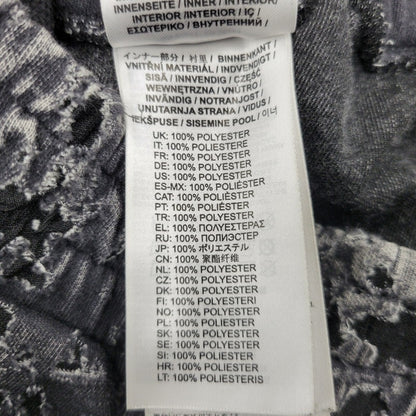 INNENSEITE / INNER / INTERIEUR /
INTERIOR / INTERIOR / INTERIOR / İÇ /
ΕΣΩΤΕΡΙΚΟ / ВНУТРЕННИЙ /
インナー部分 / 衬里 / BINNENKANT /
VNITŘNÍ MATERIÁL / INDVENDIGT /
SISÄ / INNVENDIG / CZĘŚĆ
WEWNĘTRZNA / VNÚTRO /
INVÄNDIG / NOTRANJOST /
UNUTARNJA STRANA / VIDUS /
IEKŠPUSE / SISEMINE POOL / 이너
UK: 100% POLYESTER
IT: 100% POLIESTERE
FR: 100% POLYESTER
DE: 100% POLYESTER
US: 100% POLYESTER
ES-MX: 100% POLIÉSTER
CAT: 100% POLIÈSTER
PT: 100% POLIÉSTER
TR: 100% POLYESTER
EL: 100% ΠΟΛΥΕΣΤΕΡΑΣ
RU: 100% ПОЛИЭСТЕР
JP: 100% ポリエステル
CN: 100% 聚酯纤维
NL: 100% POLYESTER
CZ: 100% POLYESTER
DK: 100% POLYESTER
FI: 100% POLYESTERI
NO: 100% POLYESTER
PL: 100% POLIESTER
SK: 100% POLYESTER
SE: 100% POLYESTER
SI: 100% POLIESTER
HR: 100% POLIESTER
LT: 100% POLIESTERIS